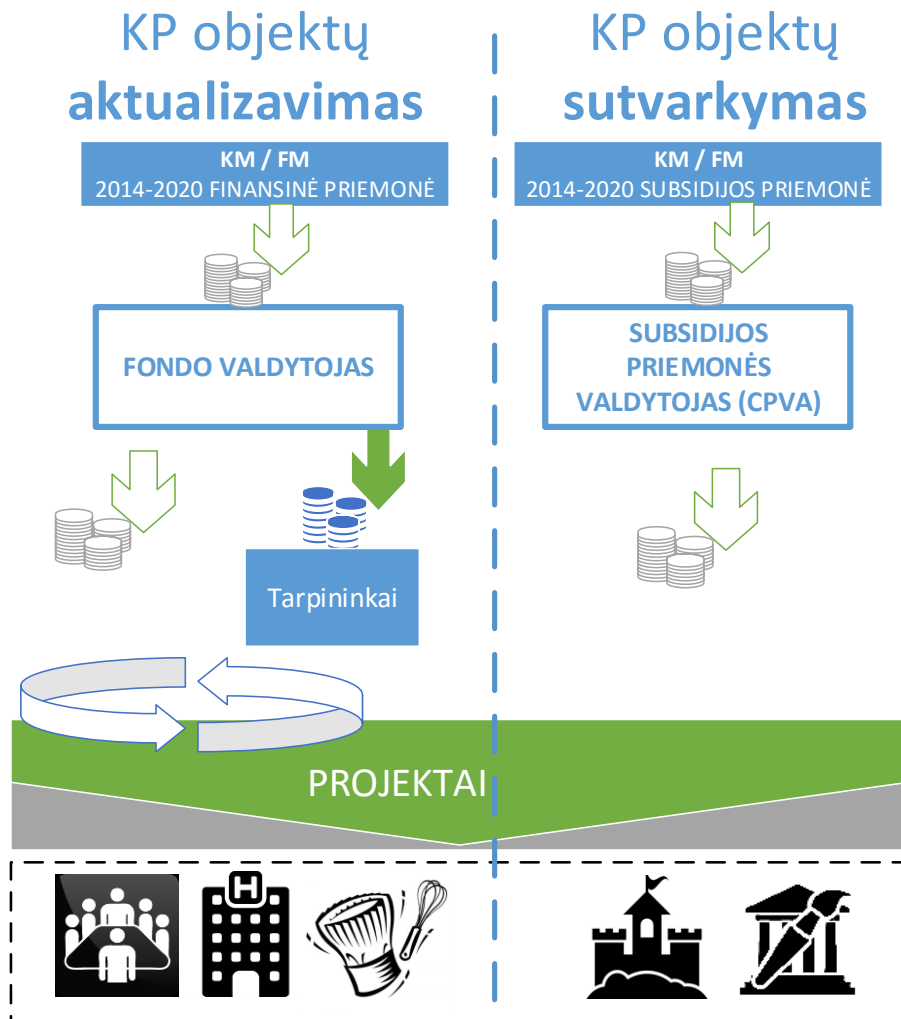 KP objektų
aktualizavimas
KM / FM
2014-2020 FINANSINĖ PRIEMONĖ
FONDO VALDYTOJAS
Tarpininkai
KP objektų
sutvarkymas
KM / FM
2014-2020 SUBSIDIJOS PRIEMONĖ
SUBSIDIJOS
PRIEMONĖS
VALDYTOJAS (CPVA)
PROJEKTAI
H